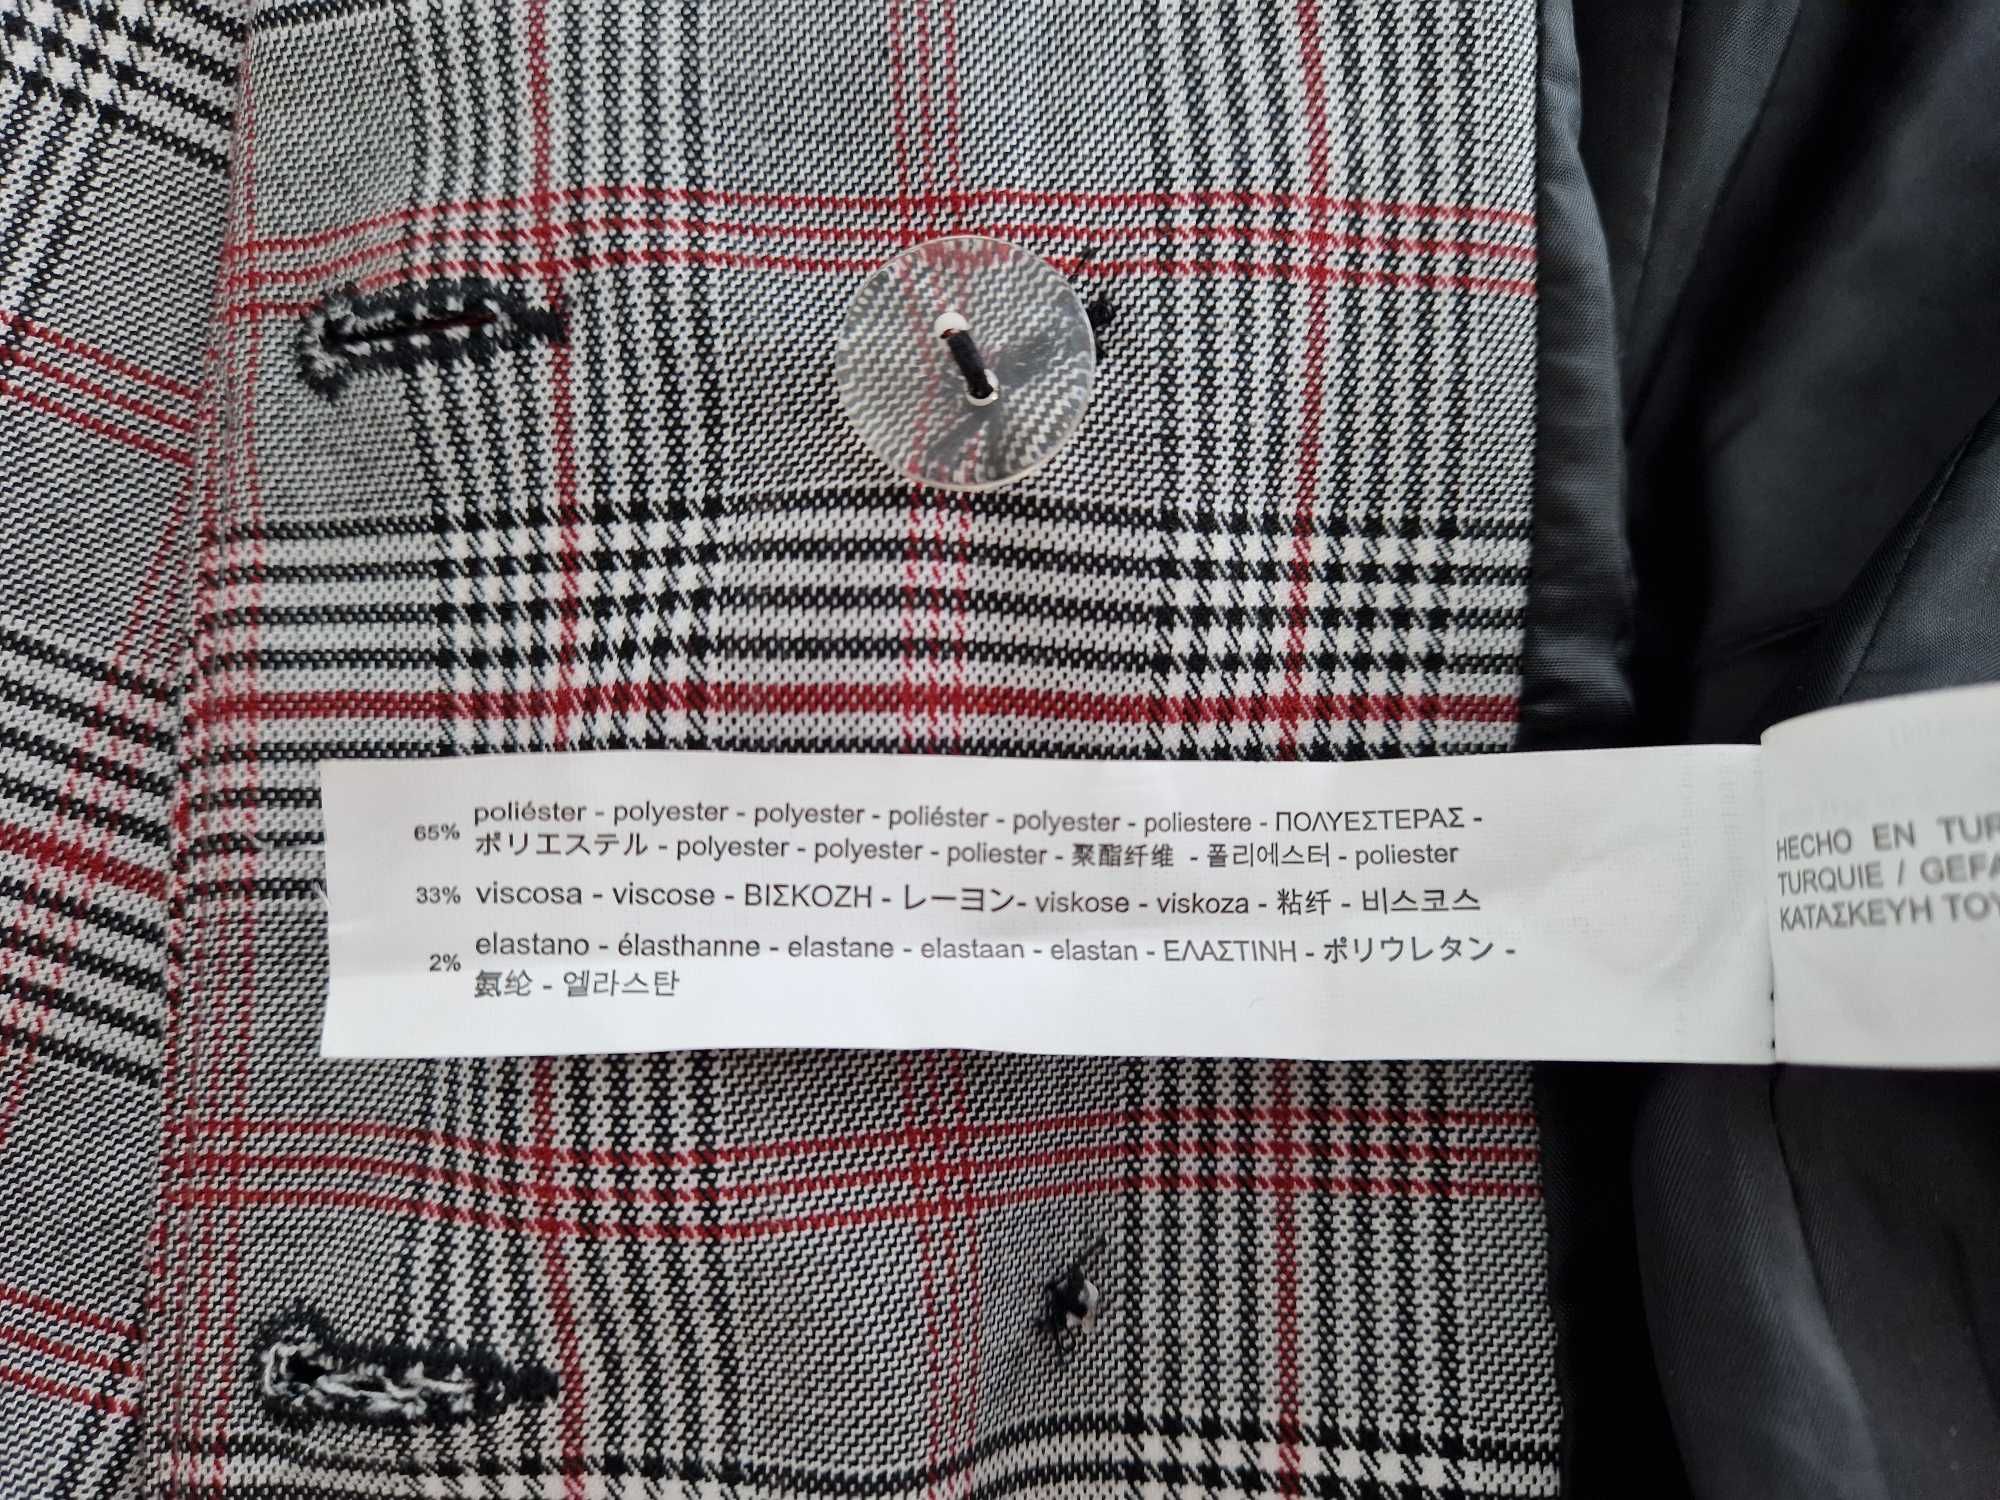 65% poliéster - polyester - polyester - poliéster - polyester - poliestere - ΠΟΛΥΕΣΤΕΡΑΣ -
ポリエステル - polyester - polyester - poliester - 聚酯纤维 - 폴리에스터 - poliester
33% viscosa - viscose - ΒΙΣΚΟΖΗ - レーヨン- viskose - viskoza - 粘纤 - 비스코스
2% elastano - élasthanne - elastane - elastaan - elastan - ΕΛΑΣΤΙΝΗ - ポリウレタン -
氨纶 - 엘라스탄
HECHO EN TUR
TURQUIE / GEFA
ΚΑΤΑΣΚΕΥΗ ΤΟΥ